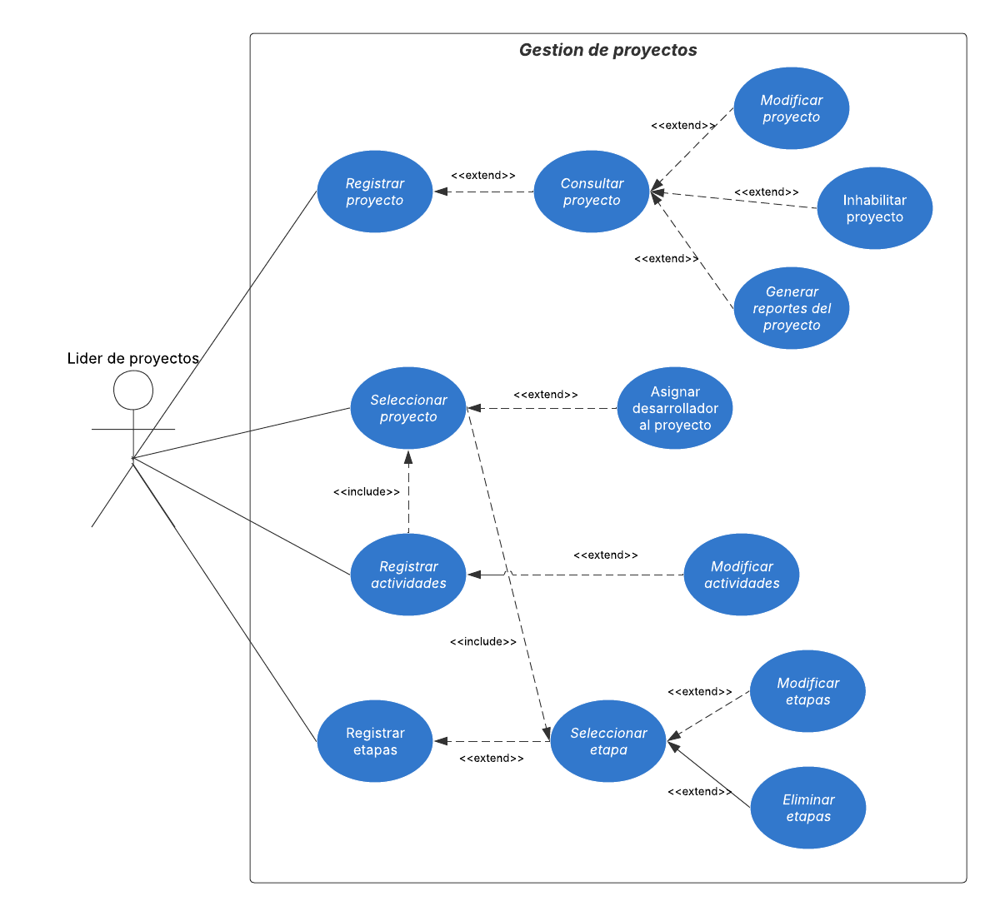 Gestion de proyectos
Modificar
proyecto
<<extend>>
Registrar
proyecto
<<extend>>
Consultar
proyecto
<<extend>>
Inhabilitar
proyecto
<<extend>>
Generar
reportes del
proyecto
Lider de proyectos
Seleccionar
proyecto
<<extend>>
Asignar
desarrollador
al proyecto
<<include>>
Registrar
actividades
<<extend>>
Modificar
actividades
<<include>>
Modificar
etapas
<<extend>>
Registrar
etapas
<<extend>>
Seleccionar
etapa
<<extend>>
Eliminar
etapas